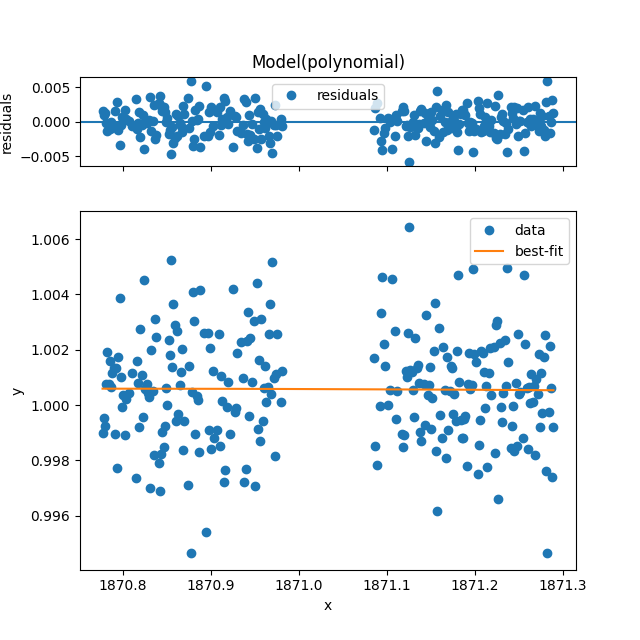 Model(polynomial)
residuals
0.005
0.000
−0.005
residuals
data
best-fit
1.006
1.004
1.002
1.000
0.998
0.996
y
1870.8 1870.9 1871.0 1871.1 1871.2 1871.3
x